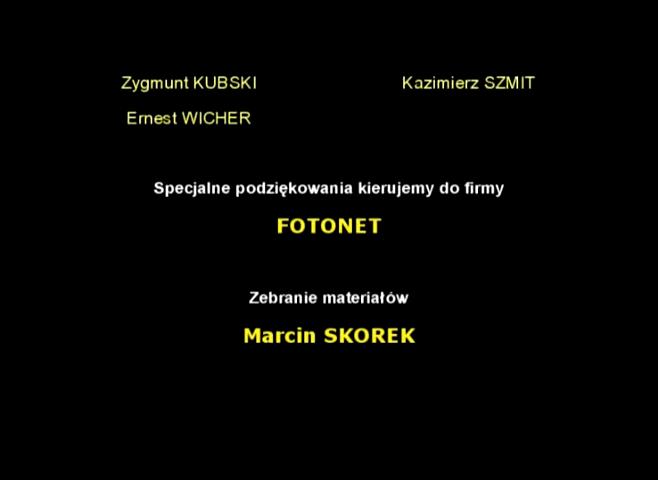 Zygmunt KUBSKI Kazimierz SZMIT
Ernest WICHER
Specjalne podziękowania kierujemy do firmy
FOTONET
Zebranie materiałów
Marcin SKOREK